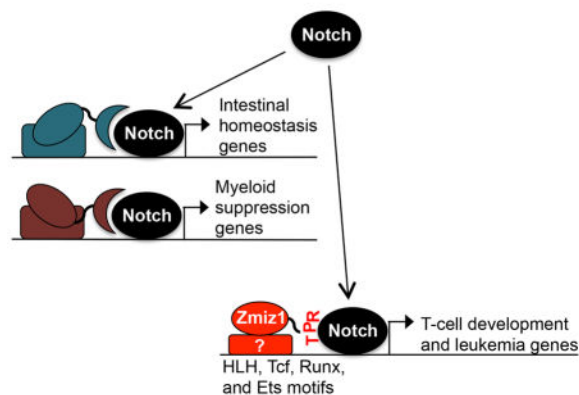 Notch
Notch
Intestinal
homeostasis
genes
Notch
Myeloid
suppression
genes
Zmiz1
?
TPR
Notch
T-cell development
and leukemia genes
HLH, Tcf, Runx,
and Ets motifs